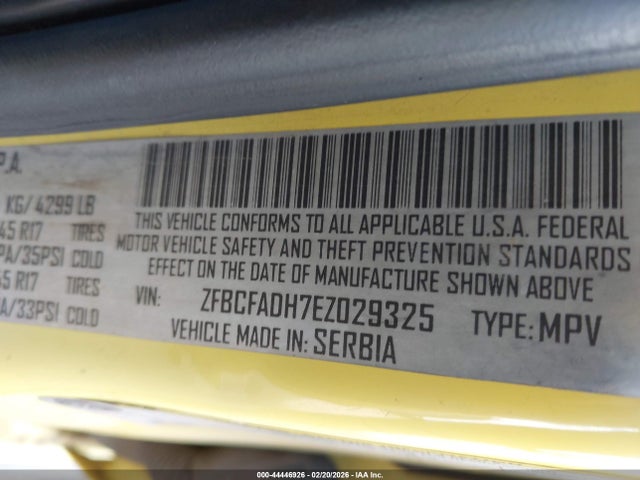 P.A.
KG/ 4299 LB
45 R17 TIRES
PA/35PSI COLD
45 R17 TIRES
A/33PSI COLD
THIS VEHICLE CONFORMS TO ALL APPLICABLE U.S.A. FEDERAL
MOTOR VEHICLE SAFETY AND THEFT PREVENTION STANDARDS
EFFECT ON THE DATE OF MANUFACTURE SHOWN ABOVE
VIN: ZFBCFADH7EZ029325 TYPE: MPV
VEHICLE MADE IN: SERBIA
000-44446926 - 02/20/2026 - IAA Inc.